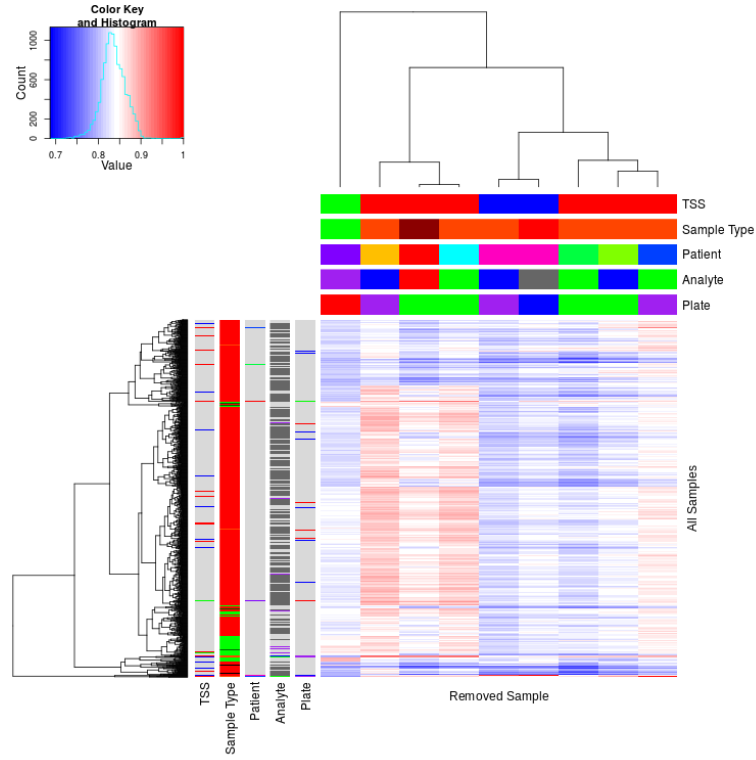 Color Key
and Histogram
Count
0 200 600 1000
0.7 0.8 0.9 1
Value
TSS
Sample Type
Patient
Analyte
Plate
All Samples
TSS
Sample Type
Patient
Analyte
Plate
Removed Sample